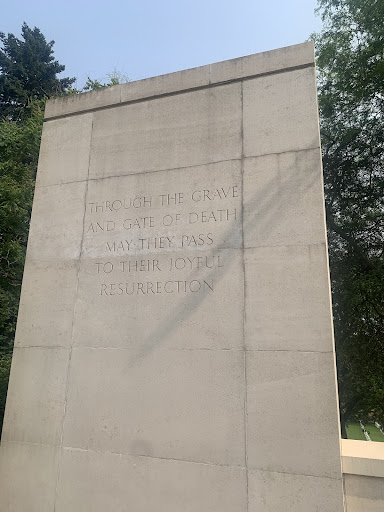 THROUGH THE GRAVE
AND GATE OF DEATH
MAY THEY PASS
TO THEIR JOYFUL
RESURRECTION